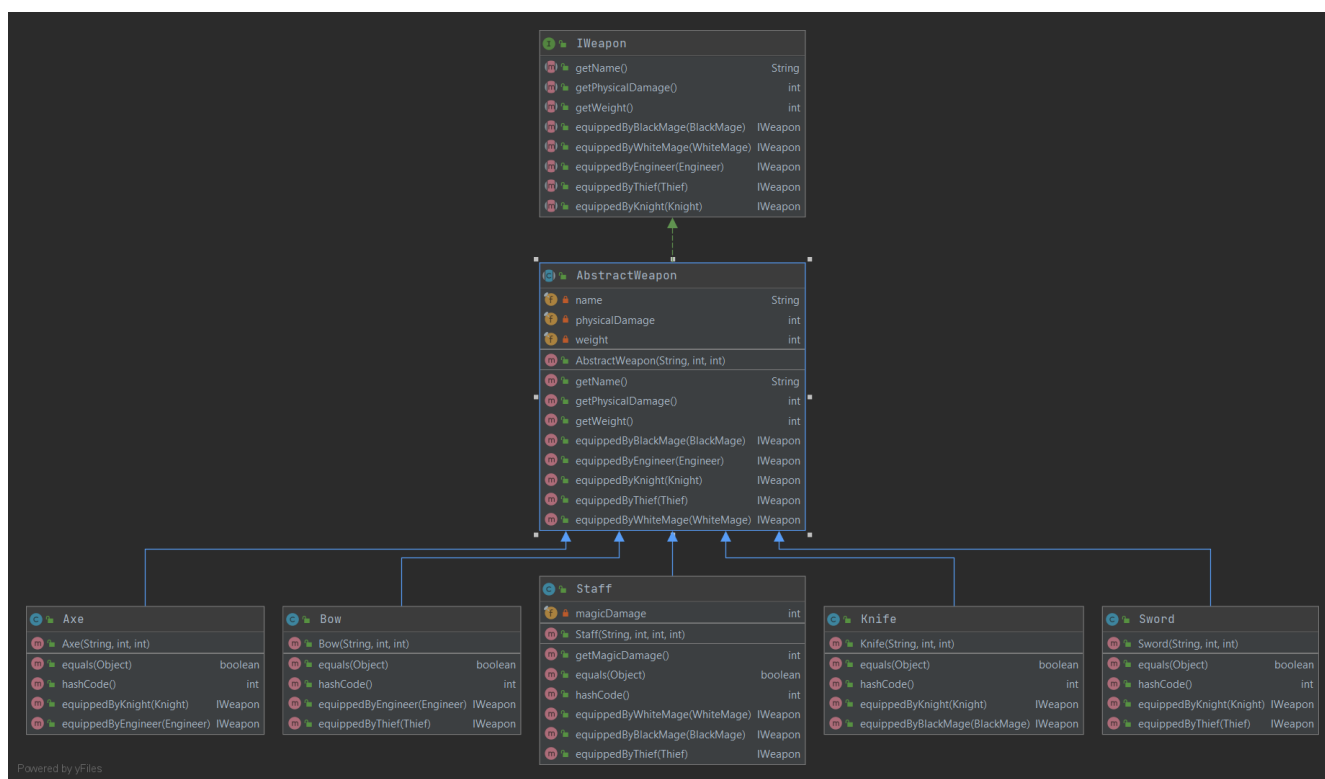 IWeapon
getName() String
getPhysicalDamage() int
getWeight() int
equippedByBlackMage(BlackMage) IWeapon
equippedByWhiteMage(WhiteMage) IWeapon
equippedByEngineer(Engineer) IWeapon
equippedByThief(Thief) IWeapon
equippedByKnight(Knight) IWeapon
AbstractWeapon
name String
physicalDamage int
weight int
AbstractWeapon(String, int, int)
getName() String
getPhysicalDamage() int
getWeight() int
equippedByBlackMage(BlackMage) IWeapon
equippedByEngineer(Engineer) IWeapon
equippedByKnight(Knight) IWeapon
equippedByThief(Thief) IWeapon
equippedByWhiteMage(WhiteMage) IWeapon
Axe
Axe(String, int, int)
equals(Object) boolean
hashCode() int
equippedByKnight(Knight) IWeapon
equippedByEngineer(Engineer) IWeapon
Bow
Bow(String, int, int)
equals(Object) boolean
hashCode() int
equippedByEngineer(Engineer) IWeapon
equippedByThief(Thief) IWeapon
Staff
magicDamage int
Staff(String, int, int, int)
getMagicDamage() int
equals(Object) boolean
hashCode() int
equippedByWhiteMage(WhiteMage) IWeapon
equippedByBlackMage(BlackMage) IWeapon
equippedByThief(Thief) IWeapon
Knife
Knife(String, int, int)
equals(Object) boolean
hashCode() int
equippedByKnight(Knight) IWeapon
equippedByBlackMage(BlackMage) IWeapon
Sword
Sword(String, int, int)
equals(Object) boolean
hashCode() int
equippedByKnight(Knight) IWeapon
equippedByThief(Thief) IWeapon
Powered by yFiles